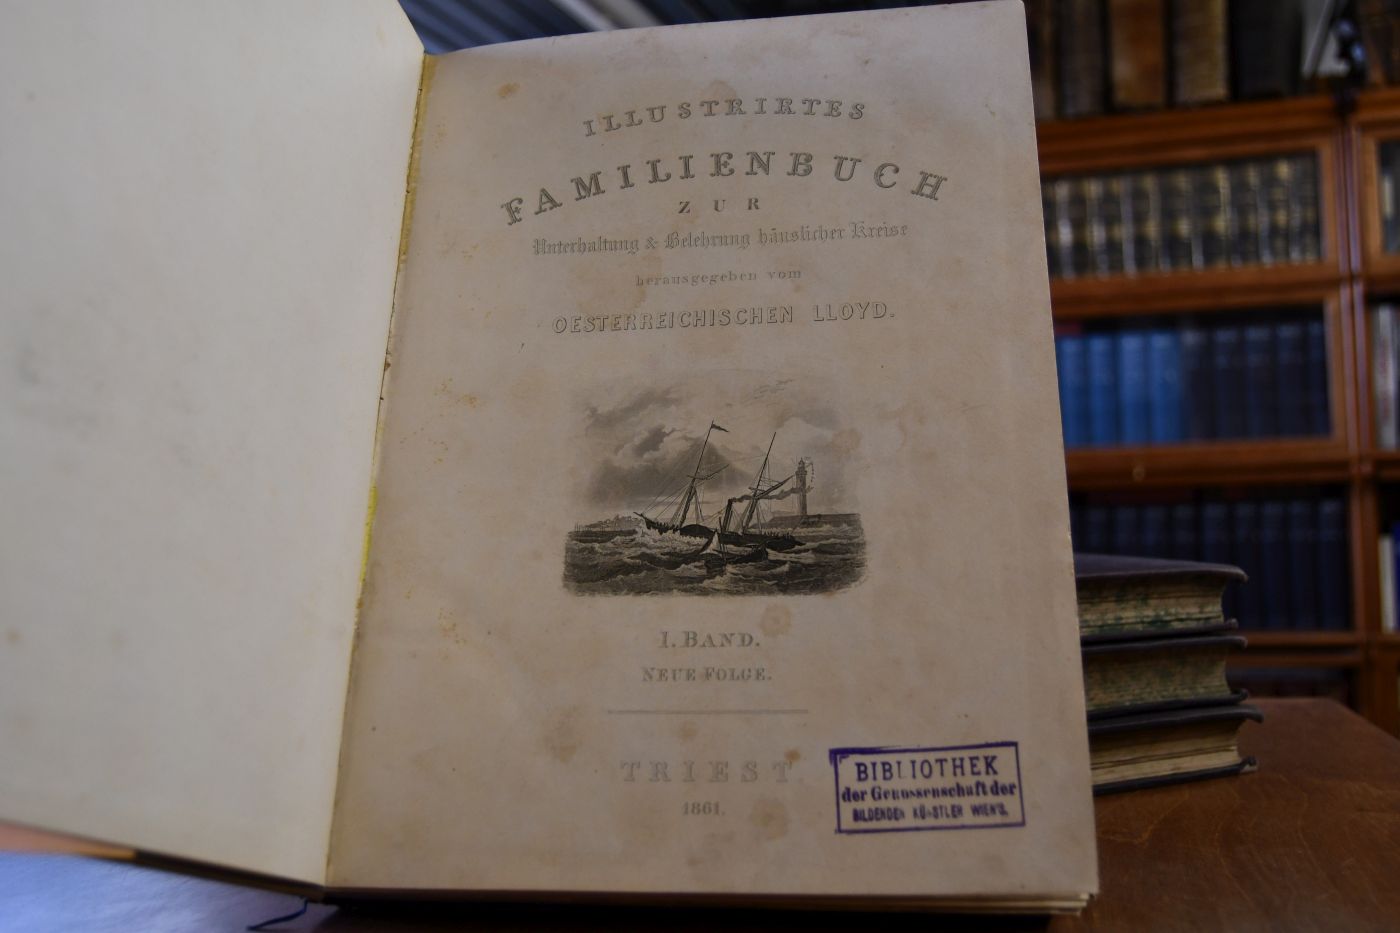 ILLUSTRIRTES
FAMILIENBUCH
ZUR
Unterhaltung & Belehrung häuslicher Kreise
herausgegeben vom
OESTERREICHISCHEN LLOYD.
I. BAND.
NEUE FOLGE.
TRIEST
1861.
BIBLIOTHEK
der Genossenschaft der
BILDENDEN KÜNSTLER WIEN'S.